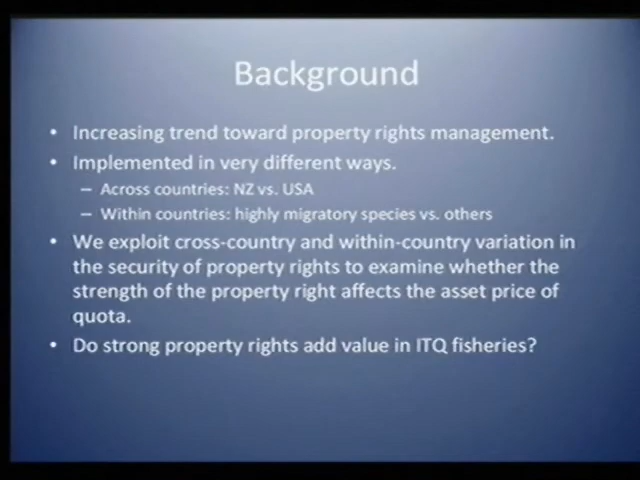 Background
• Increasing trend toward property rights management.
• Implemented in very different ways.
– Across countries: NZ vs. USA
– Within countries: highly migratory species vs. others
• We exploit cross-country and within-country variation in
the security of property rights to examine whether the
strength of the property right affects the asset price of
quota.
• Do strong property rights add value in ITQ fisheries?